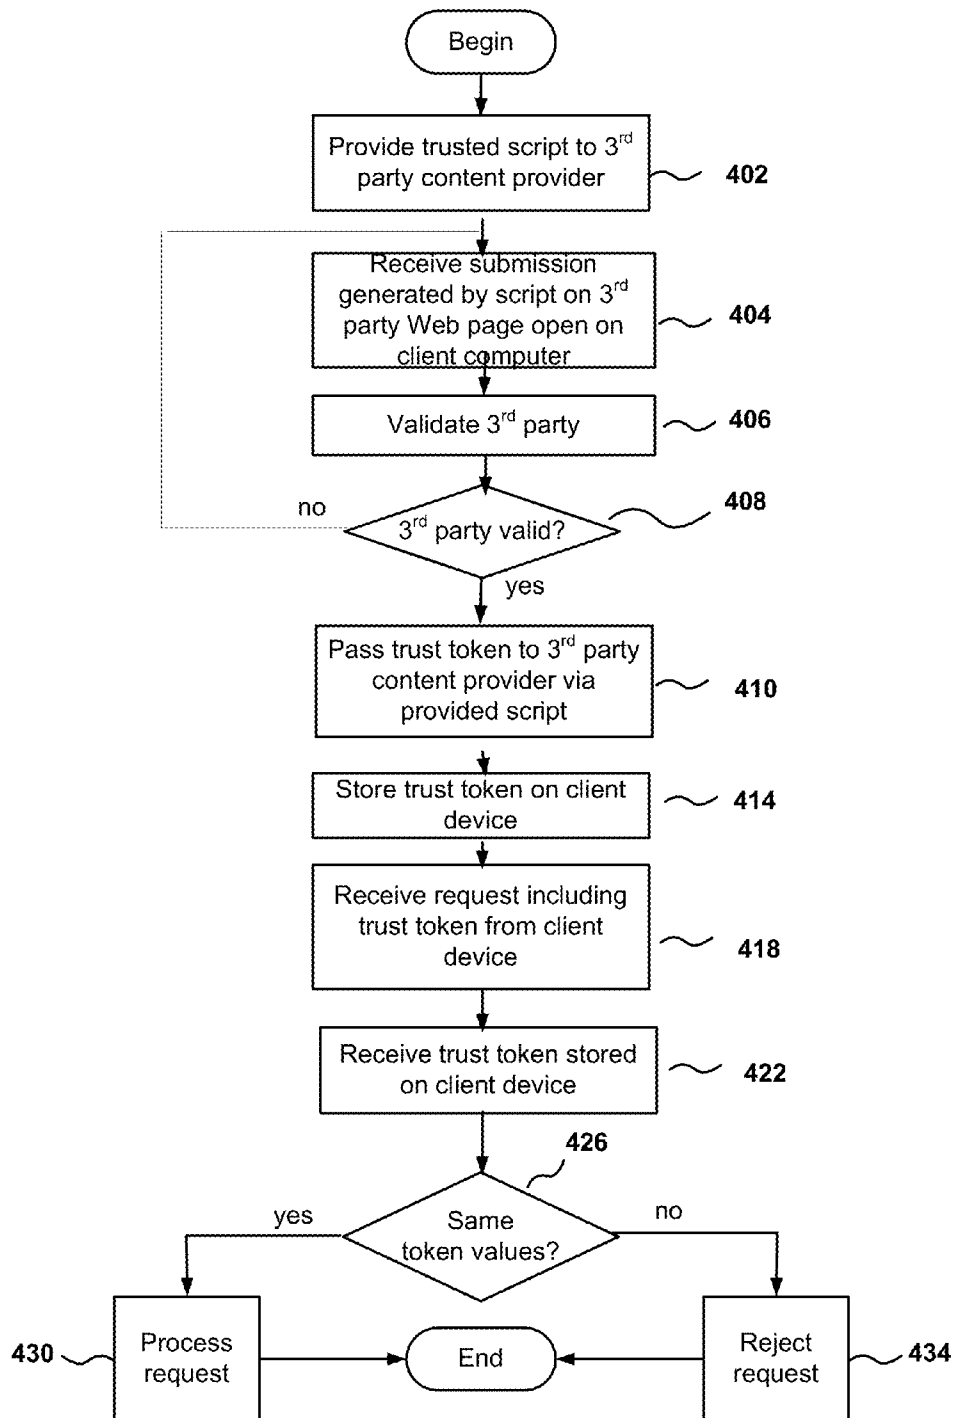 Begin
Provide trusted script to 3rd
party content provider
402
Receive submission
generated by script on 3rd
party Web page open on
client computer
404
Validate 3rd party
406
no
3rd party valid?
408
yes
Pass trust token to 3rd party
content provider via
provided script
410
Store trust token on client
device
414
Receive request including
trust token from client
device
418
Receive trust token stored
on client device
422
426
yes
Same
token values?
no
430
Process
request
End
Reject
request
434